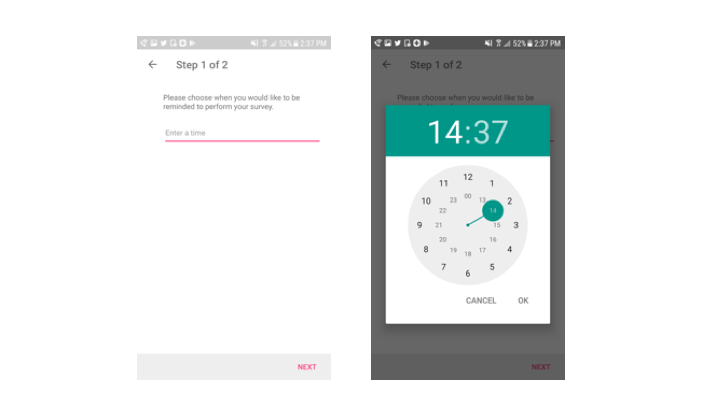 52% 2:37 PM
Step 1 of 2
Please choose when you would like to be
reminded to perform your survey.
Enter a time
NEXT
52% 2:37 PM
Step 1 of 2
Please choose when you would like to be
14:37
12
11
1
00
23
13
10
2
22
14
9
21
15
3
20
16
8
4
19
17
18
7
5
6
CANCEL
OK
NEXT